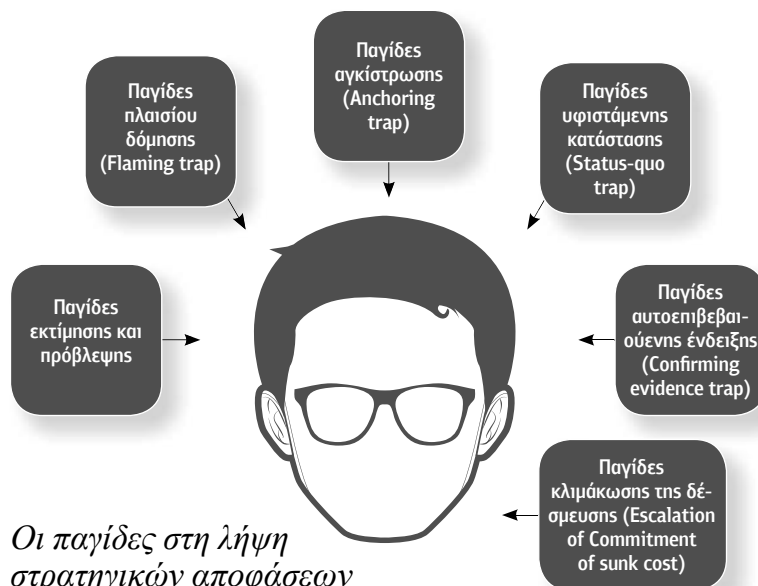 Παγίδες
αγκίστρωσης
(Anchoring
trap)
Παγίδες
πλαισίου
δόμησης
(Flaming trap)
Παγίδες
υφιστάμενης
κατάστασης
(Status-quo
trap)
Παγίδες
εκτίμησης και
πρόβλεψης
Παγίδες
αυτοεπιβεβαι-
ούενης ένδειξης
(Confirming
evidence trap)
Παγίδες
κλιμάκωσης της δέ-
σμευσης (Escalation
of Commitment
of sunk cost)
Οι παγίδες στη λήψη
στρατηγικών αποφάσεων